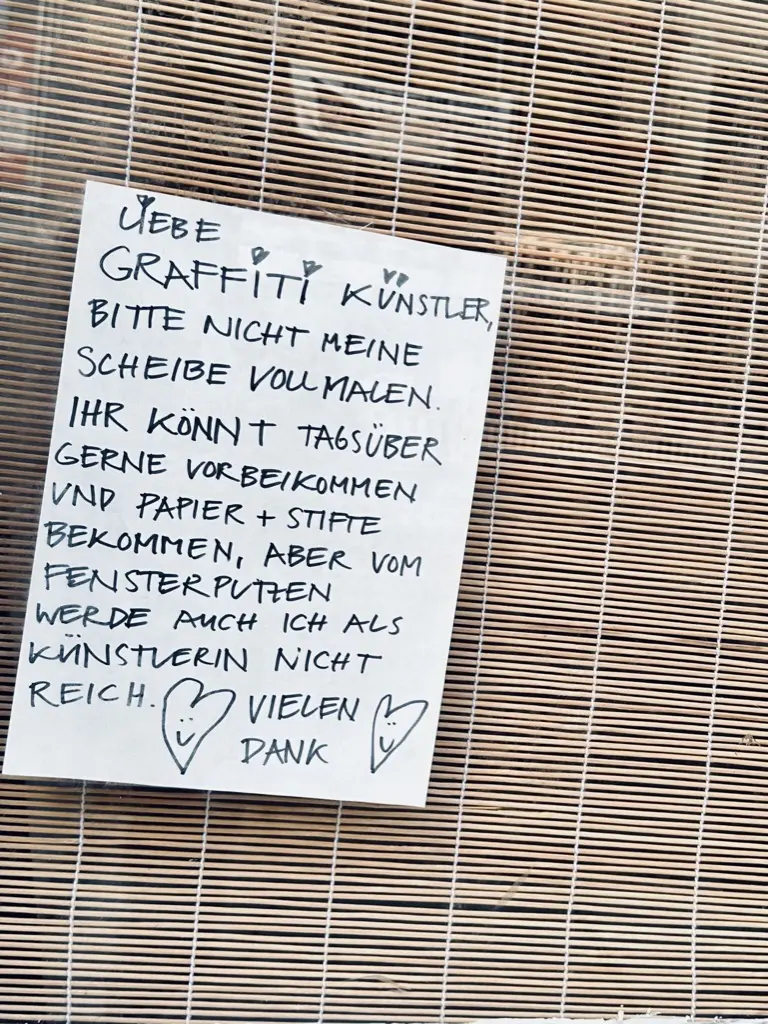 LIEBE
GRAFFITI KÜNSTLER,
BITTE NICHT MEINE
SCHEIBE VOLLMALEN.
IHR KÖNNT TAGSÜBER
GERNE VORBEIKOMMEN
UND PAPIER + STIFTE
BEKOMMEN, ABER VOM
FENSTERPUTZEN
WERDE AUCH ICH ALS
KÜNSTLERIN NICHT
REICH. VIELEN
DANK